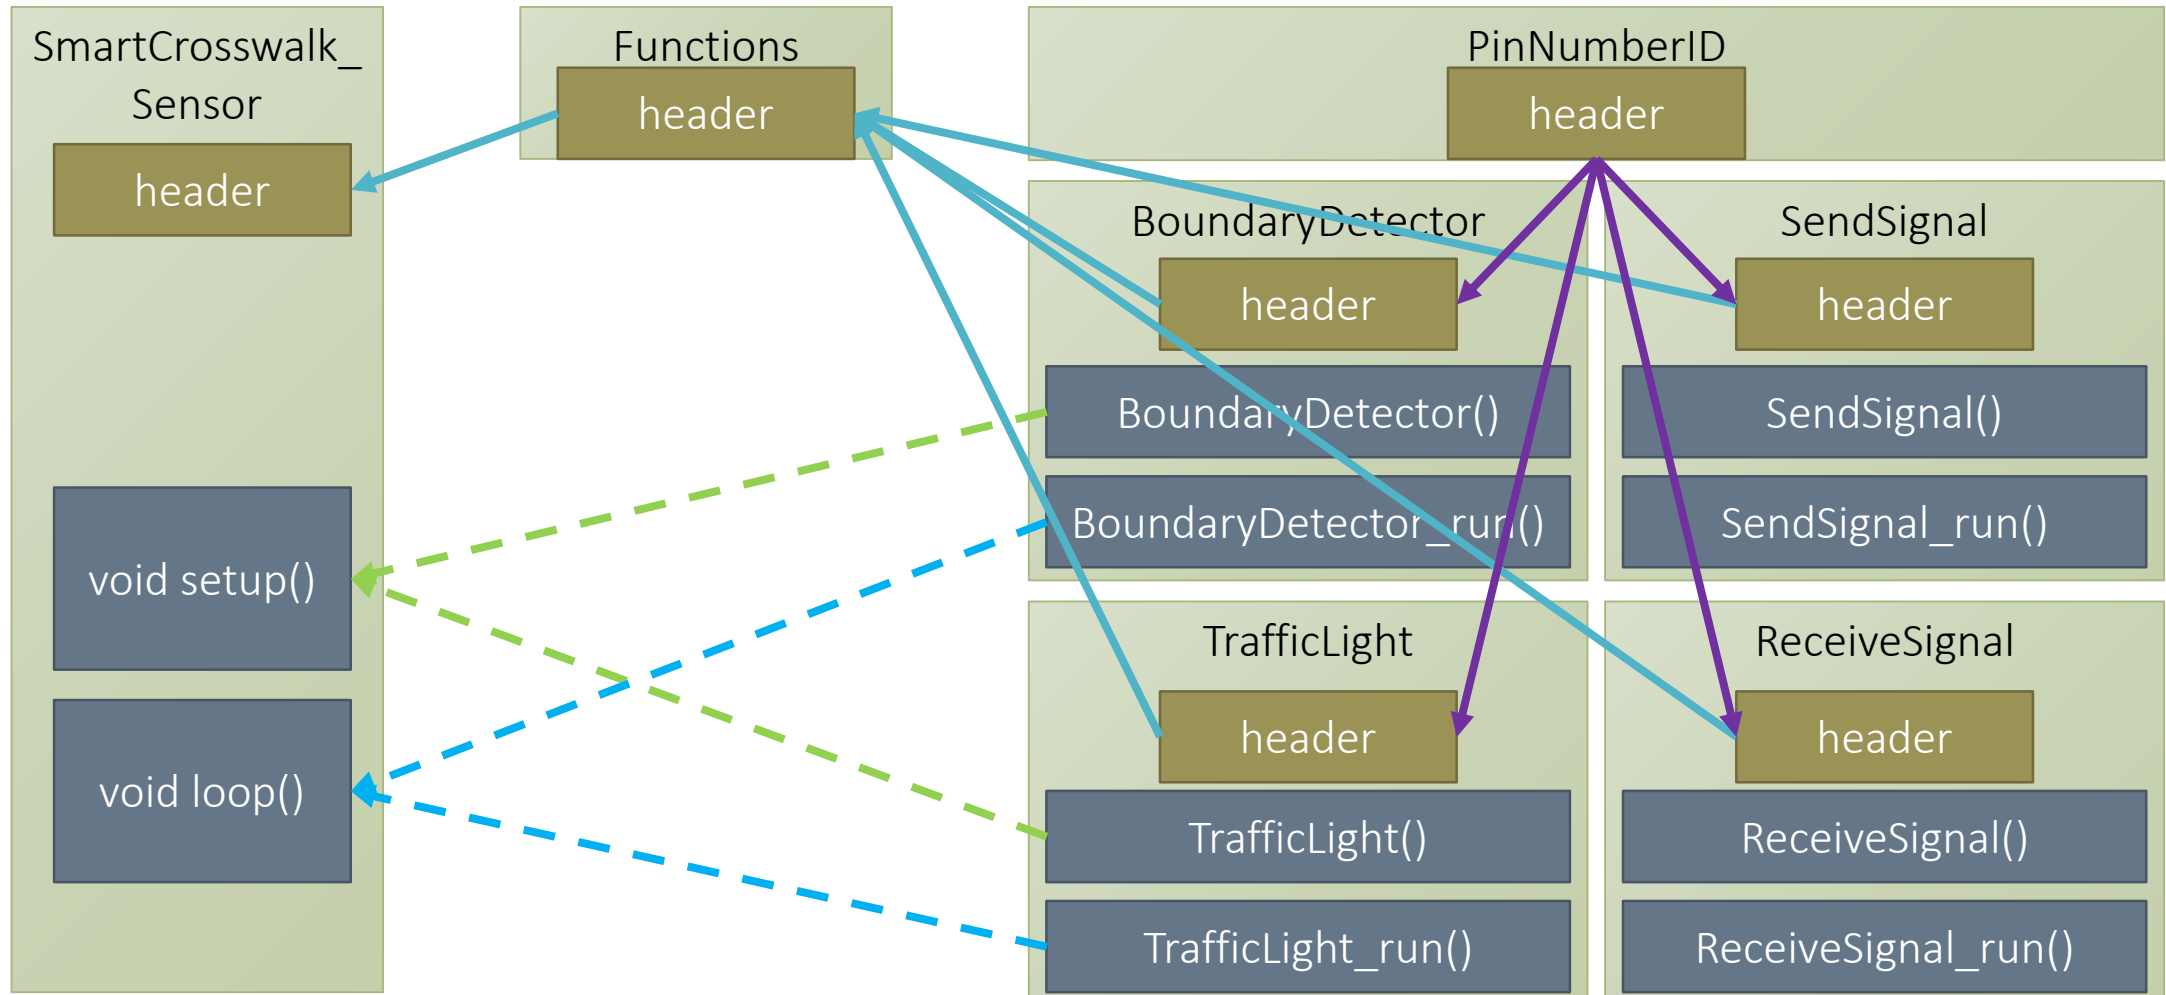 SmartCrosswalk_
Sensor
header
void setup()
void loop()
Functions
header
PinNumberID
header
BoundaryDetector
header
BoundaryDetector()
BoundaryDetector_run()
SendSignal
header
SendSignal()
SendSignal_run()
TrafficLight
header
TrafficLight()
TrafficLight_run()
ReceiveSignal
header
ReceiveSignal()
ReceiveSignal_run()